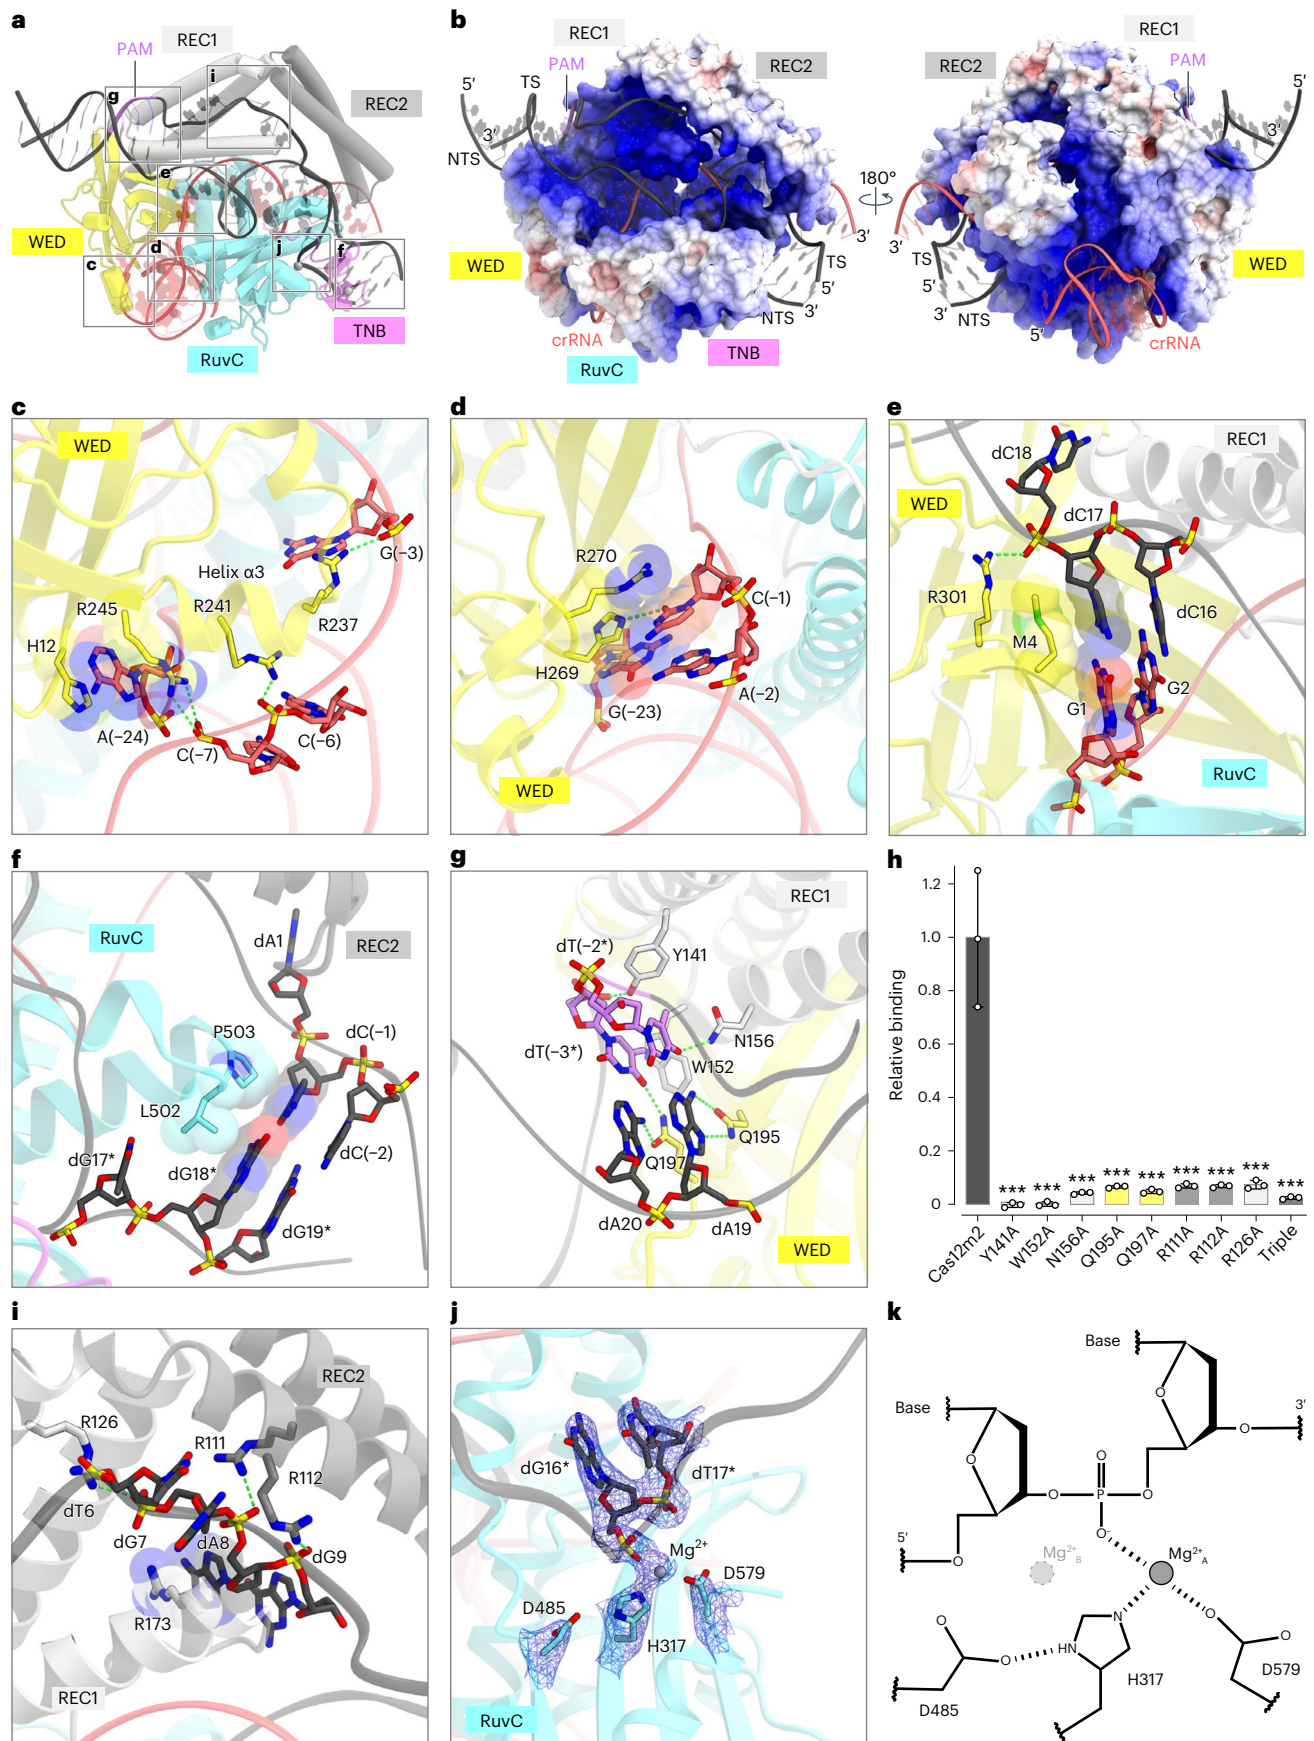 a
REC1
PAM
i
g
REC2
e
WED
d
j
f
c
TNB
RuvC
b
REC1
PAM
REC2
5′
TS
3′
NTS
WED
3′
TS
5′
3′
NTS
crRNA
RuvC
TNB
180°
REC1
REC2
PAM
5′
3′
3′
TS
WED
3′
NTS
5′
crRNA
c
WED
G(−3)
Helix α3
R245
R241
R237
H12
A(−24)
C(−7)
C(−6)
d
R270
C(−1)
H269
A(−2)
G(−23)
WED
e
REC1
dC18
WED
dC17
R301
dC16
M4
G2
G1
RuvC
f
RuvC
dA1
REC2
P503
dC(−1)
L502
dC(−2)
dG17*
dG18*
dG19*
g
REC1
dT(−2*)
Y141
N156
dT(−3*)
W152
Q195
Q197
dA20
dA19
WED
h
Relative binding
1.2
1.0
0.8
0.6
0.4
0.2
0
*** *** *** *** *** *** *** *** ***
Cas12m2
Y141A
W152A
N156A
Q195A
Q197A
R111A
R112A
R126A
Triple
i
REC2
R126
R111
R112
dT6
dG7
dA8
dG9
R173
REC1
j
dG16*
dT17*
Mg2+
D579
D485
H317
RuvC
k
Base
Base
3′
O
O
O
O
O
P
O
5′
O
O-
Mg2+B
Mg2+A
N
O
O
HN
O
O
H317
D579
D485